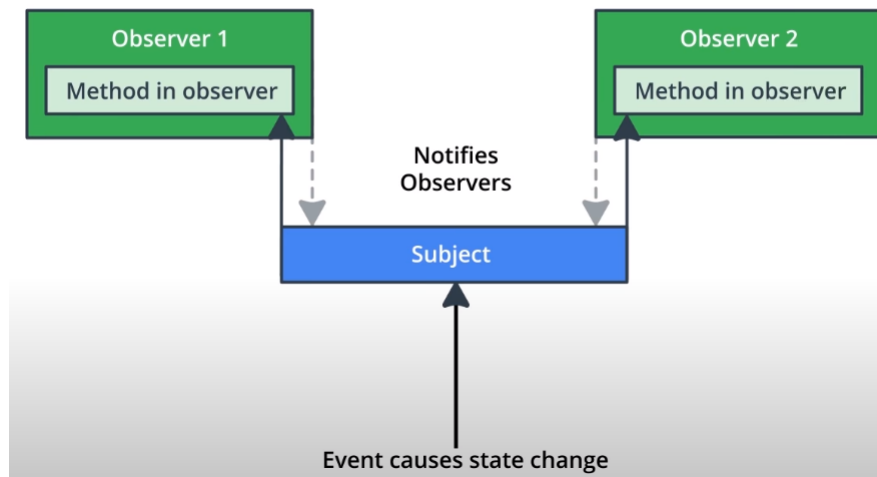 Observer 1
Method in observer
Observer 2
Method in observer
Notifies
Observers
Subject
Event causes state change